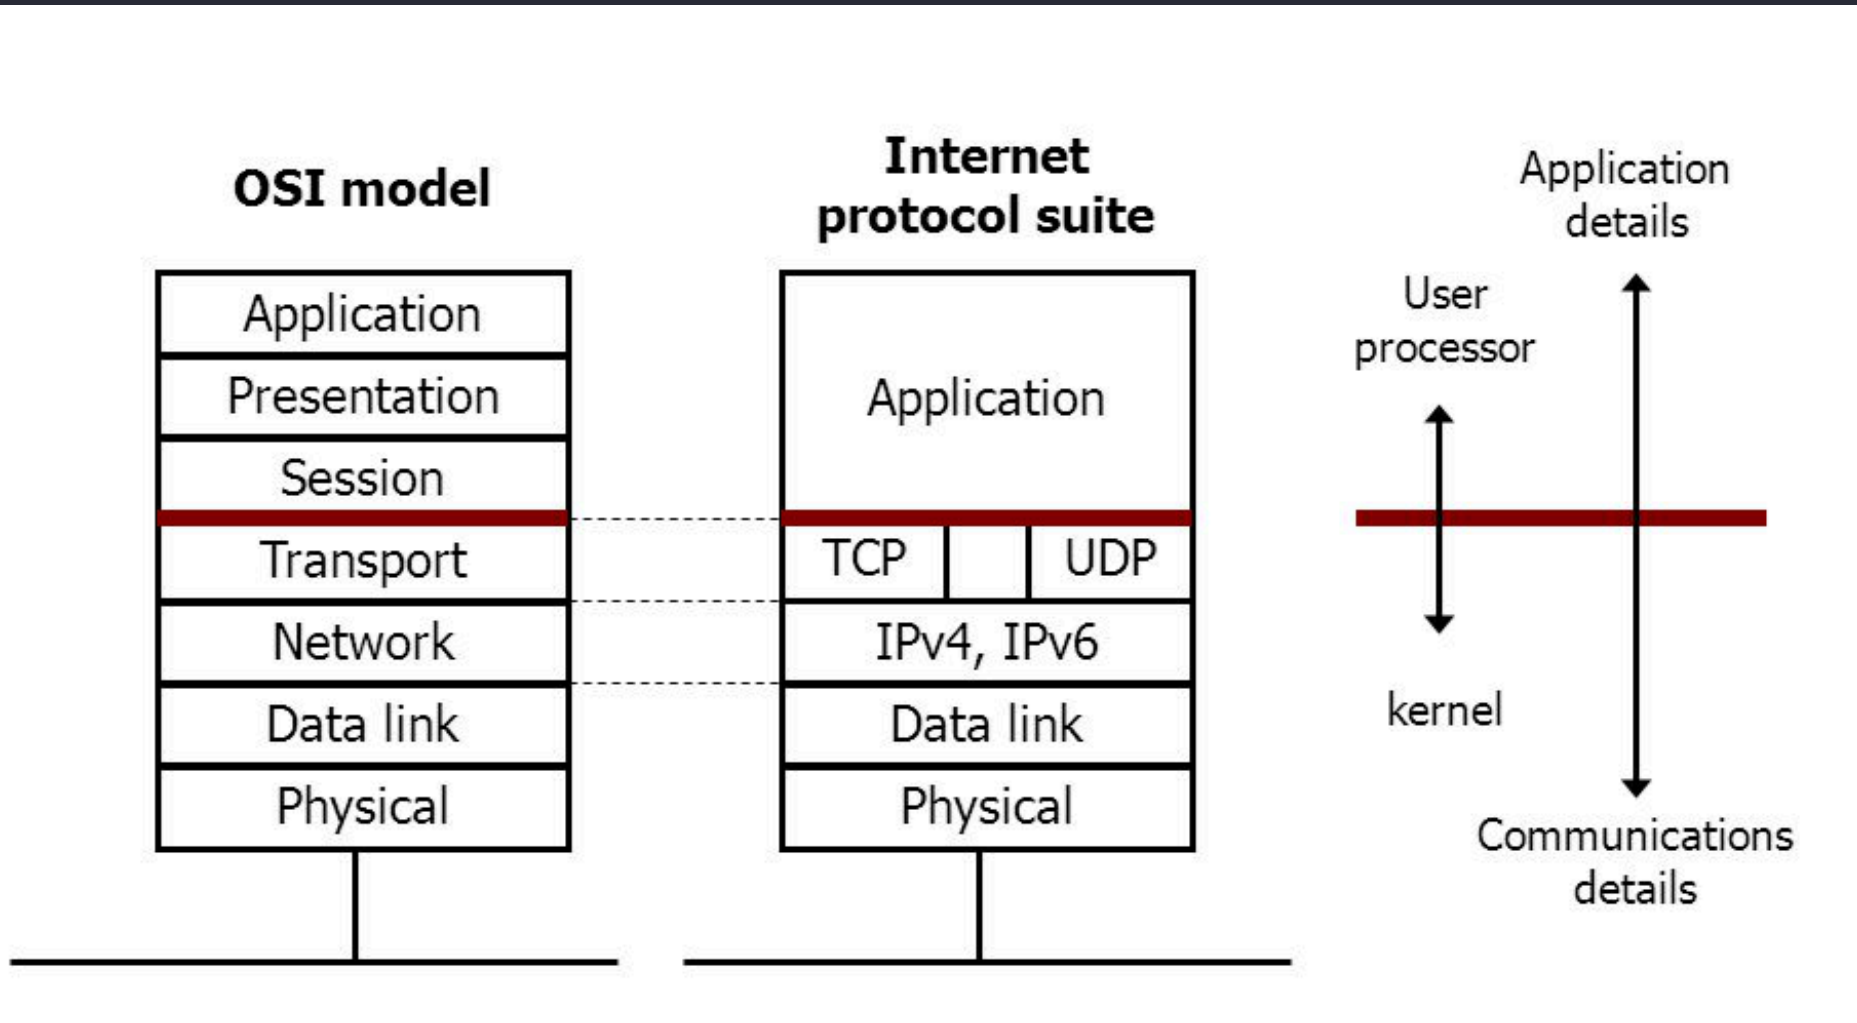 OSI model
Application
Presentation
Session
Transport
Network
Data link
Physical
Internet
protocol suite
Application
TCP
UDP
IPv4, IPv6
Data link
Physical
User
processor
kernel
Application
details
Communications
details